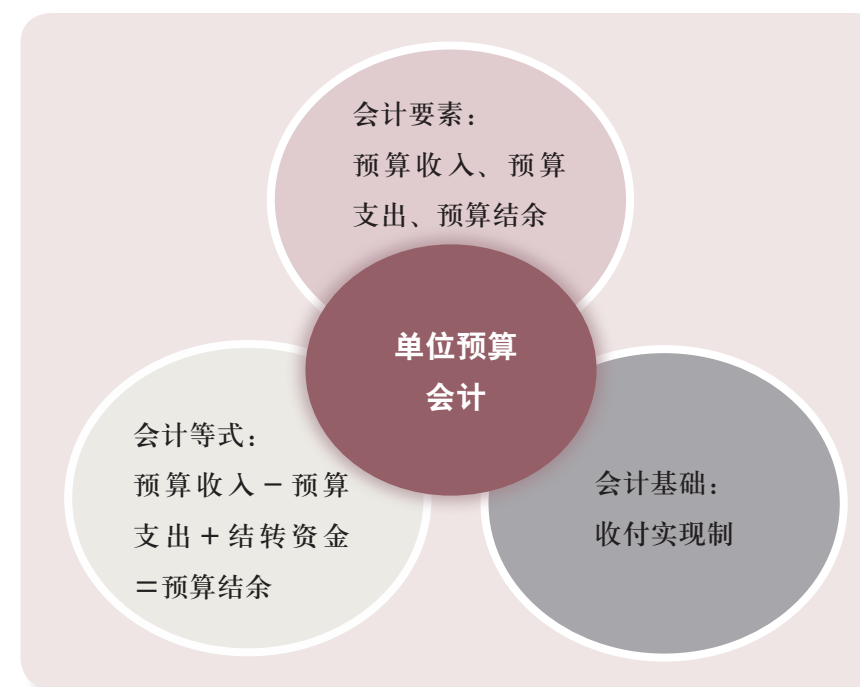 会计要素：
预算收入、预算
支出、预算结余
单位预算
会计
会计等式：
预算收入－预算
支出＋结转资金
＝预算结余
会计基础：
收付实现制